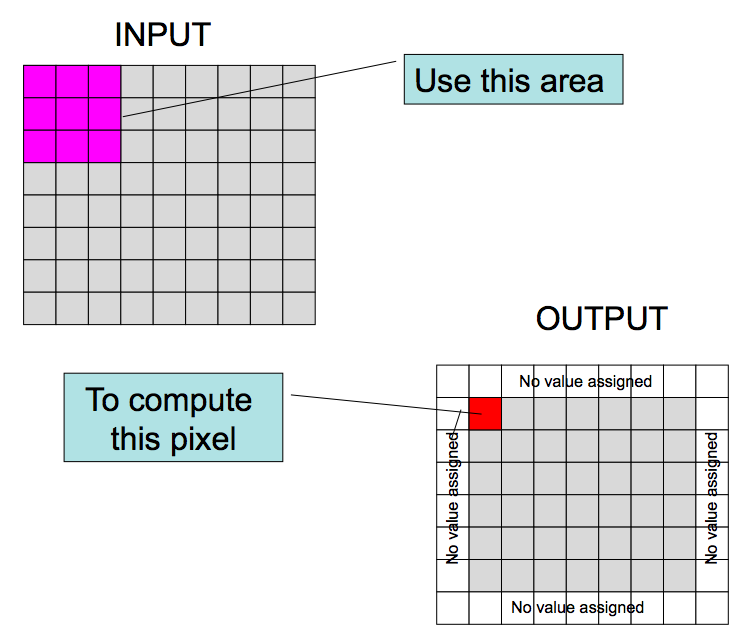 INPUT
Use this area
OUTPUT
To compute
this pixel
No value assigned
No value assigned
No value assigned
No value assigned